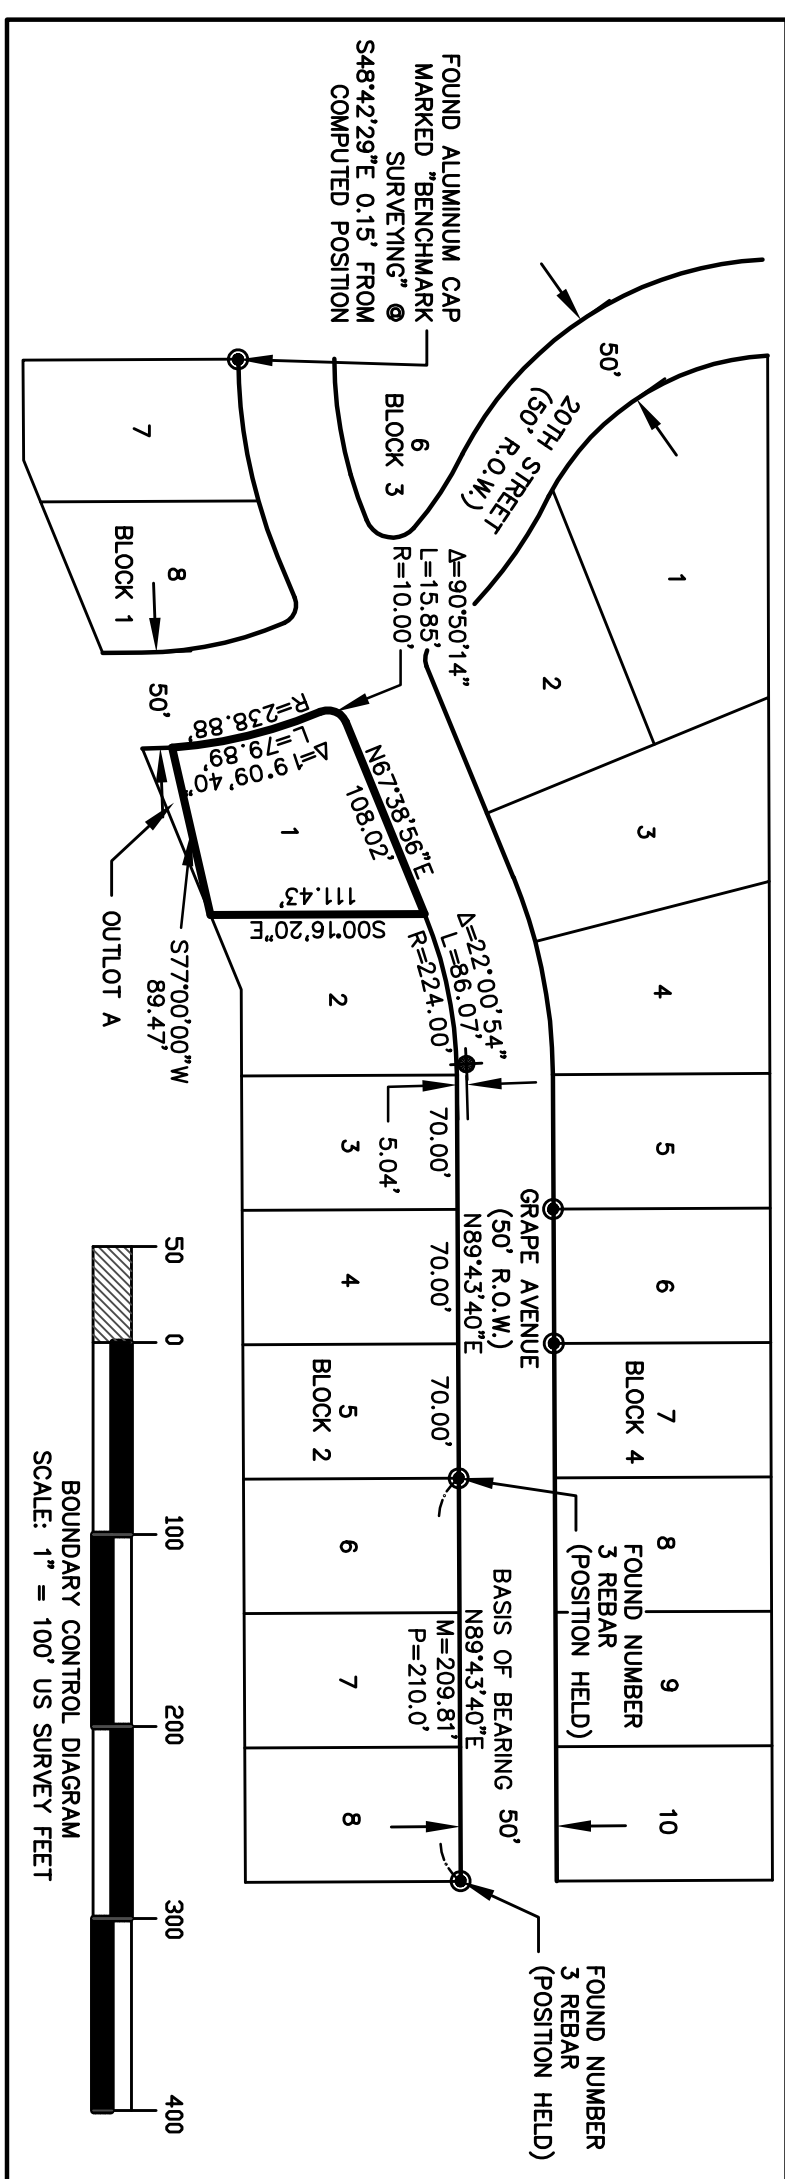 FOUND ALUMINUM CAP
MARKED "BENCHMARK
SURVEYING" @
S48°42'29"E 0.15' FROM
COMPUTED POSITION
50'
20TH STREET
(50' R.O.W.)
6
BLOCK 3
7
8
BLOCK 1
50'
1
2
3
4
5
6
7
BLOCK 4
8
9
10
Δ=90°50'14"
L=15.85'
R=10.00'
R=238.88'
L=79.89'
Δ=19°09'40"
N67°38'56"E
108.02'
1
111.43'
S00°16'20"E
S77°00'00"W
89.47'
OUTLOT A
Δ=22°00'54"
L=86.07'
R=224.00'
2
5.04'
70.00'
3
GRAPE AVENUE
(50' R.O.W.)
N89°43'40"E
70.00'
4
70.00'
5
BLOCK 2
FOUND NUMBER
3 REBAR
(POSITION HELD)
6
BASIS OF BEARING
N89°43'40"E
M=209.81'
P=210.0'
7
50'
8
FOUND NUMBER
3 REBAR
(POSITION HELD)
50 0 100 200 300 400
BOUNDARY CONTROL DIAGRAM
SCALE: 1" = 100' US SURVEY FEET